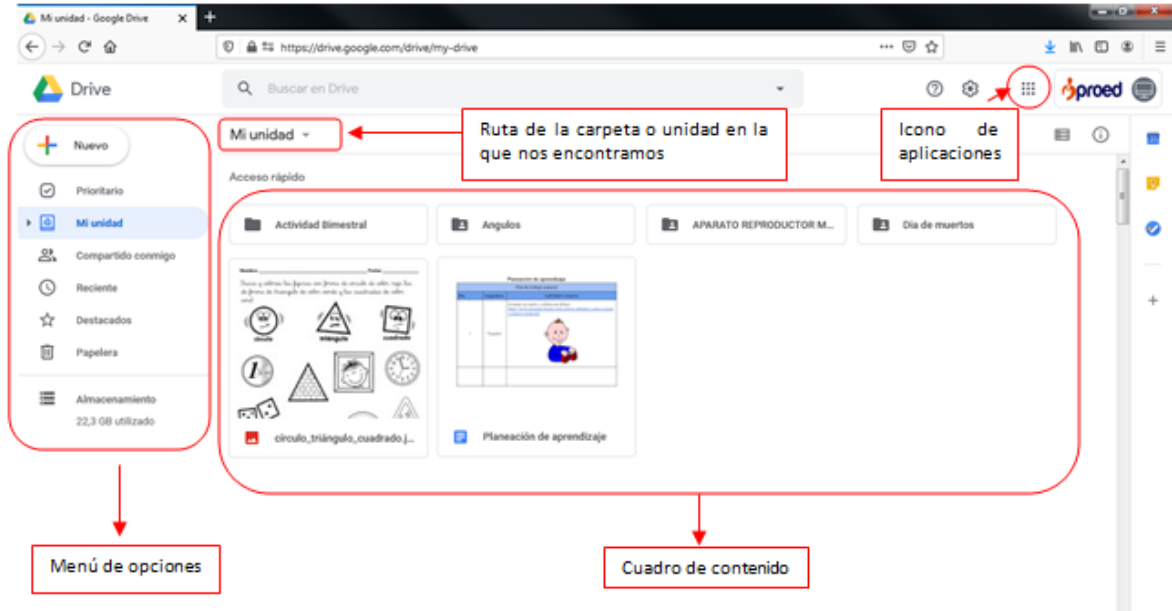 Mi unidad - Google Drive
https://drive.google.com/drive/my-drive
Drive
Buscar en Drive
proed
Nuevo
Mi unidad
Ruta de la carpeta o unidad en la
que nos encontramos
Icono de
aplicaciones
Acceso rápido
Prioritario
Mi unidad
Compartido conmigo
Reciente
Destacados
Papelera
Almacenamiento
22,3 GB utilizado
Actividad Bimestral
Angulos
APARATO REPRODUCTOR M...
Dia de muertos
círculo
triángulo
cuadrado
Planeación de aprendizaje
círculo_triángulo_cuadrado.j...
Planeación de aprendizaje
Menú de opciones
Cuadro de contenido